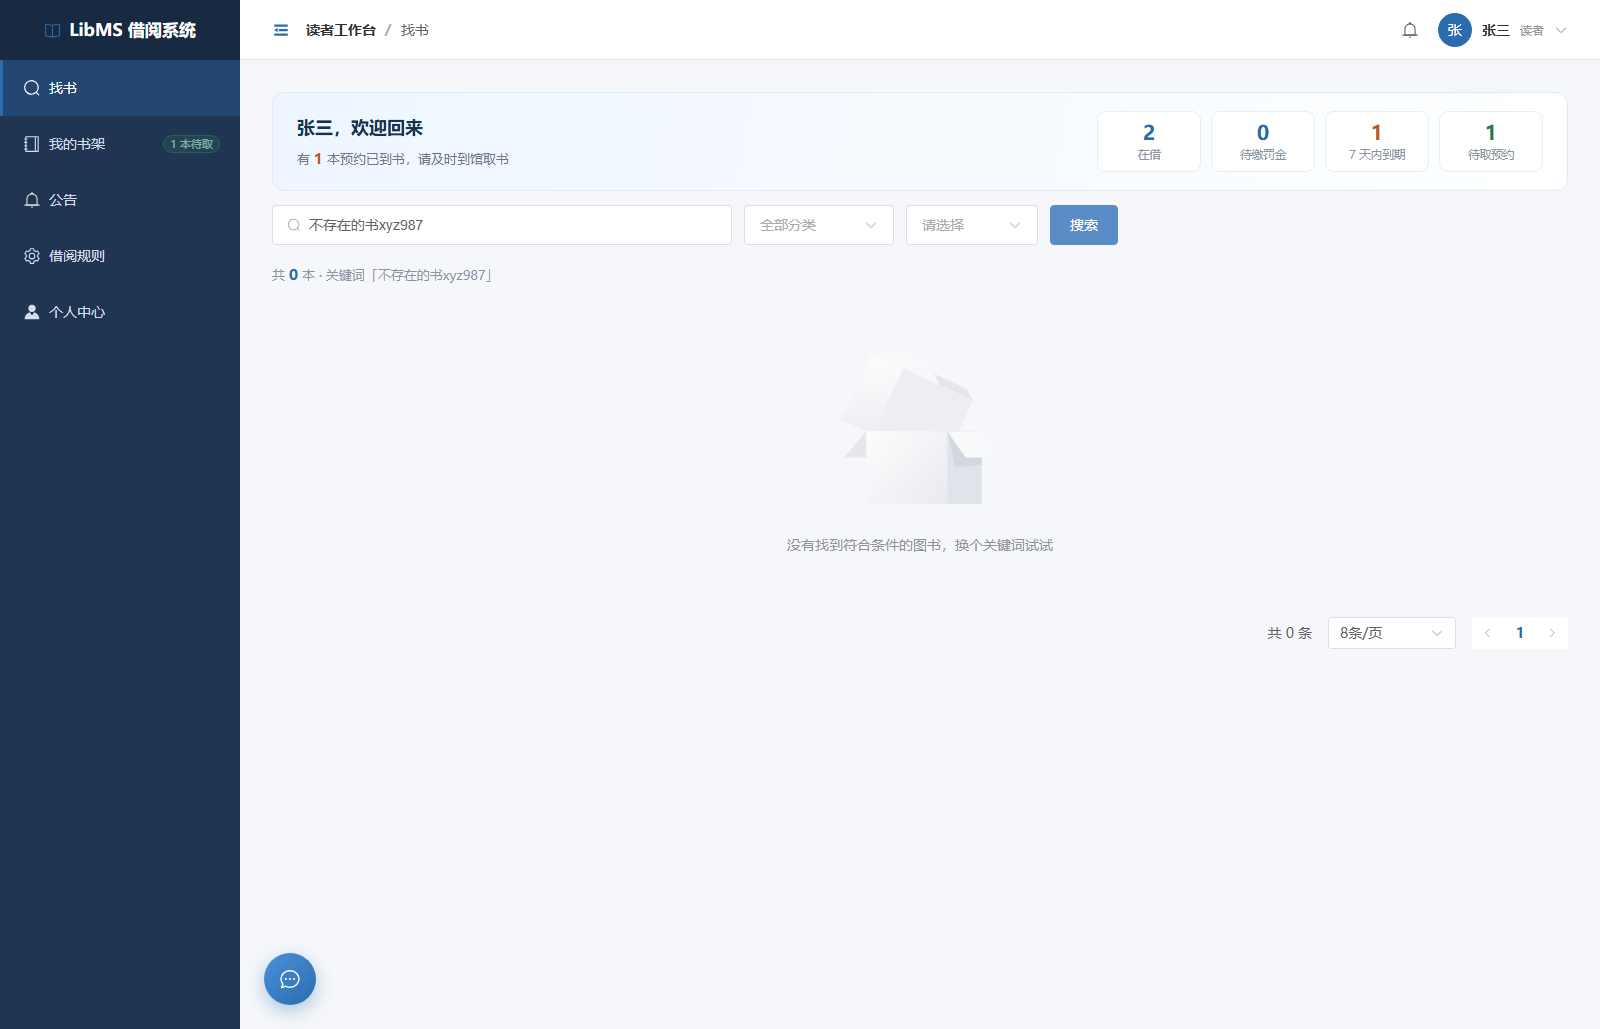 LibMS 借阅系统
找书
我的书架
1 本待取
公告
借阅规则
个人中心
读者工作台 / 找书
张
张三 读者
张三，欢迎回来
有 1 本预约已到书，请及时到馆取书
2
在借
0
待缴罚金
1
7 天内到期
1
待取预约
不存在的书xyz987
全部分类
请选择
搜索
共 0 本 · 关键词「不存在的书xyz987」
没有找到符合条件的图书，换个关键词试试
共 0 条
8条/页
1